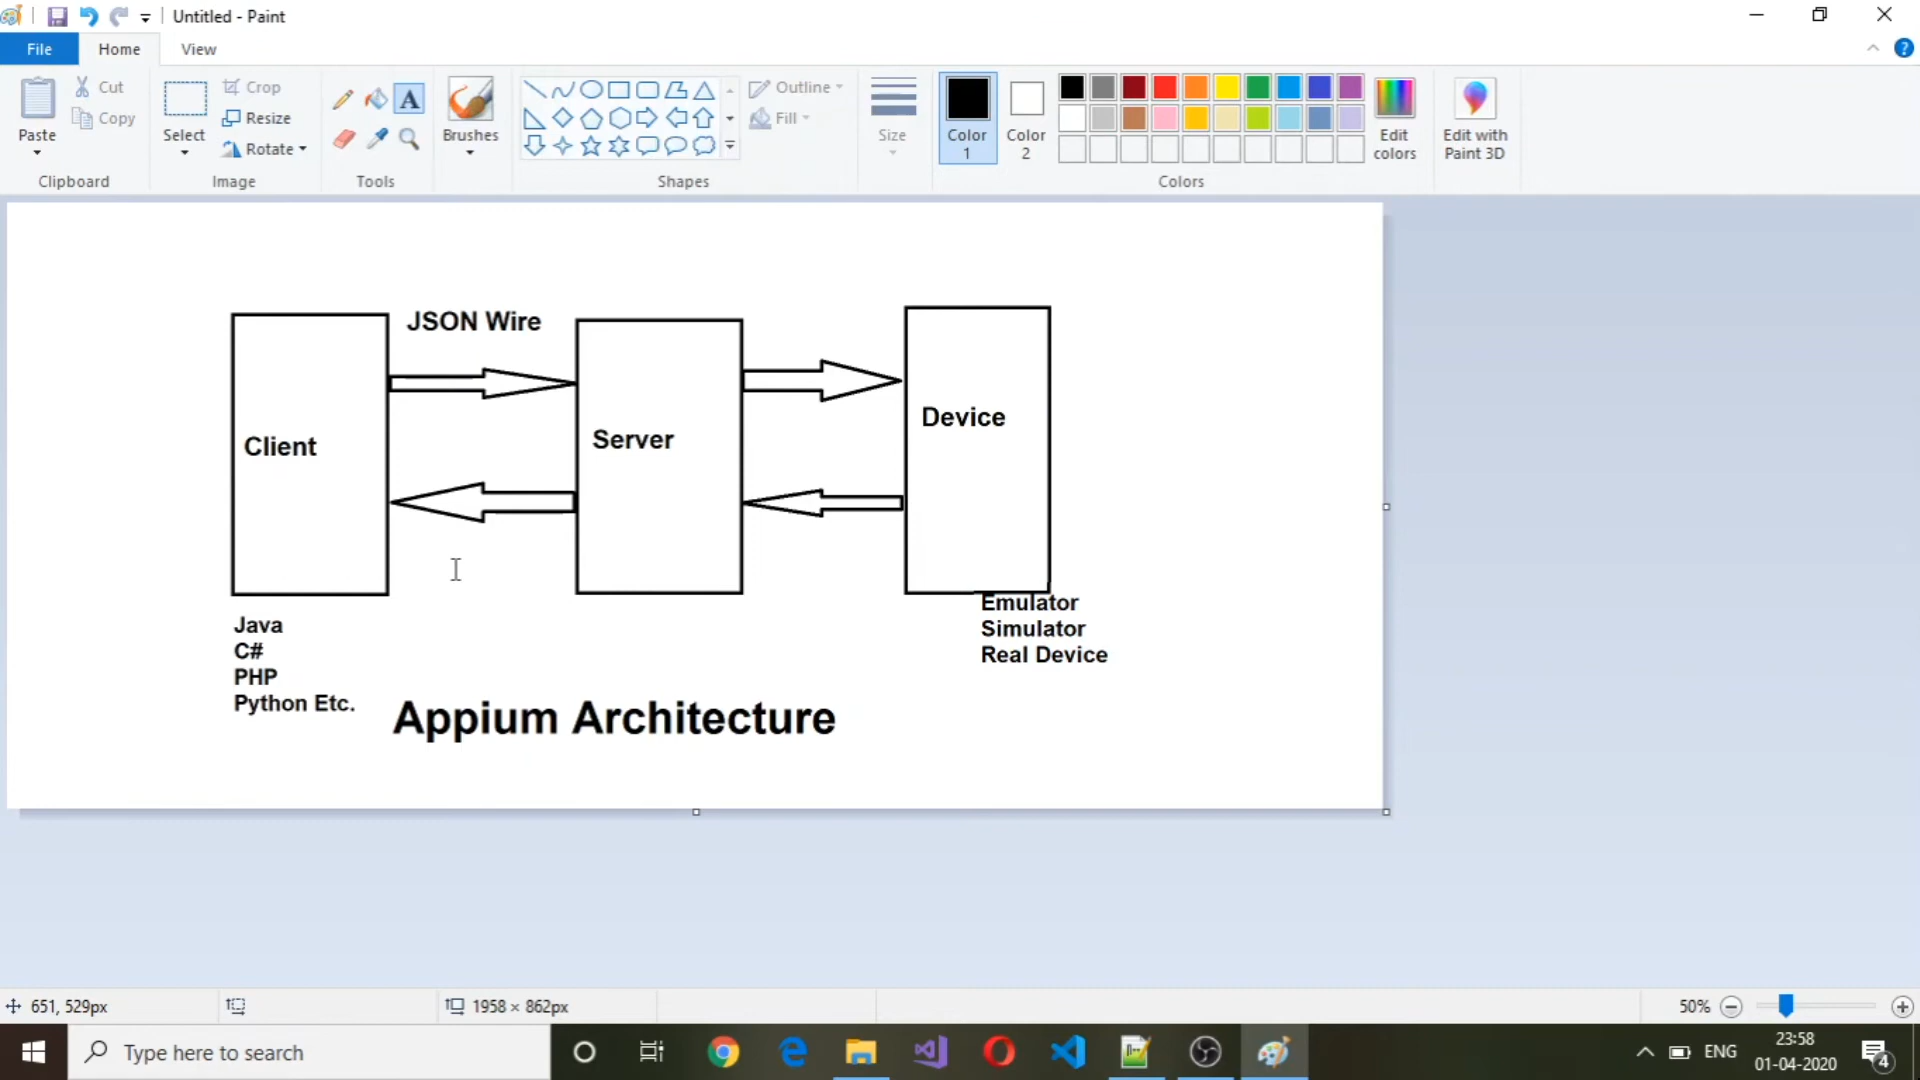 Untitled - Paint
File Home View
Paste
Cut
Copy
Clipboard
Select
Crop
Resize
Rotate
Image
A
Tools
Brushes
Shapes
Outline
Fill
Size
Color 1
Color 2
Colors
Edit colors
Edit with Paint 3D
JSON Wire
Client
Server
Device
Java
C#
PHP
Python Etc.
Emulator
Simulator
Real Device
Appium Architecture
651, 529px
1958 × 862px
50%
Type here to search
ENG
23:58
01-04-2020
4